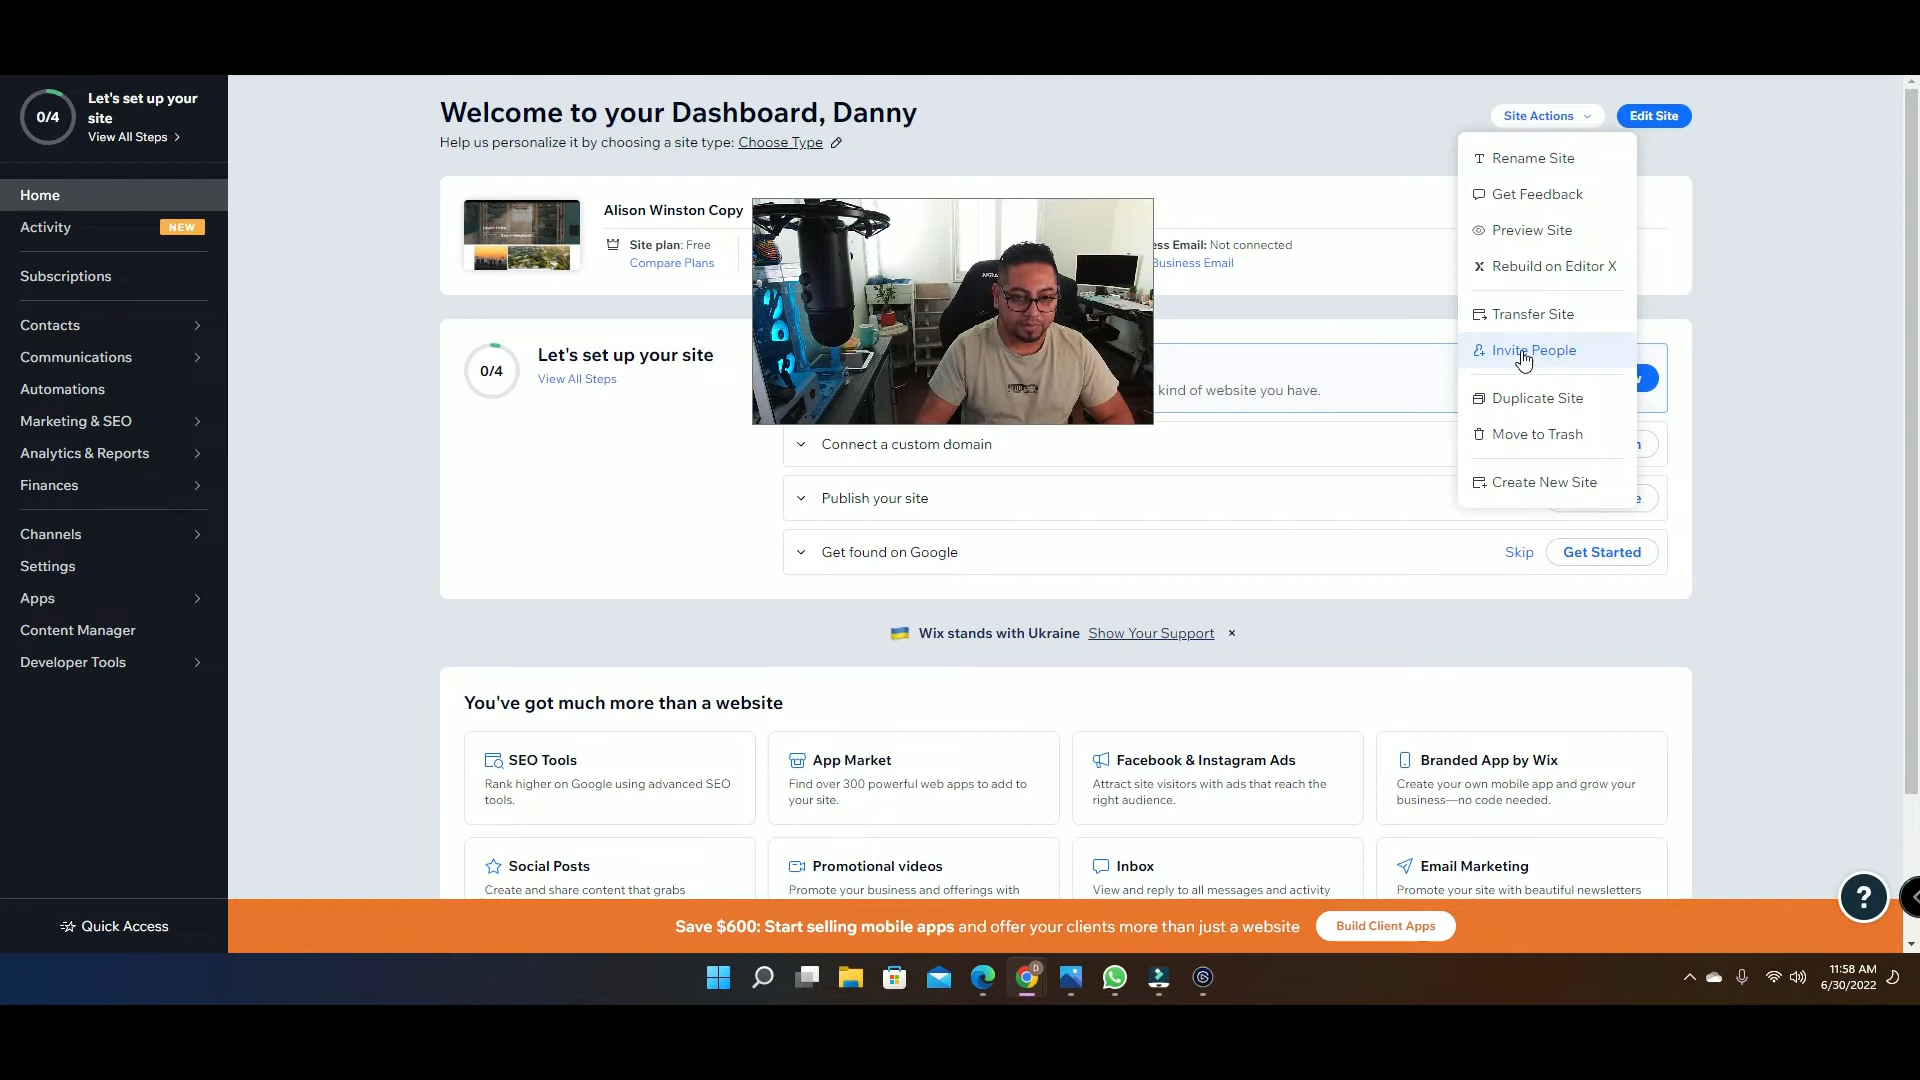 0/4
Let's set up your
site
View All Steps
Home
Activity
NEW
Subscriptions
Contacts
Communications
Automations
Marketing & SEO
Analytics & Reports
Finances
Channels
Settings
Apps
Content Manager
Developer Tools
Quick Access
Welcome to your Dashboard, Danny
Help us personalize it by choosing a site type: Choose Type
Site Actions
Edit Site
Rename Site
Get Feedback
Preview Site
Rebuild on Editor X
Transfer Site
Invite People
Duplicate Site
Move to Trash
Create New Site
Alison Winston Copy
Site plan: Free
Compare Plans
Email: Not connected
Business Email
0/4
Let's set up your site
View All Steps
kind of website you have.
Connect a custom domain
Publish your site
Get found on Google
Skip
Get Started
Wix stands with Ukraine Show Your Support
You've got much more than a website
SEO Tools
Rank higher on Google using advanced SEO
tools.
App Market
Find over 300 powerful web apps to add to
your site.
Facebook & Instagram Ads
Attract site visitors with ads that reach the
right audience.
Branded App by Wix
Create your own mobile app and grow your
business—no code needed.
Social Posts
Create and share content that grabs
Promotional videos
Promote your business and offerings with
Inbox
View and reply to all messages and activity
Email Marketing
Promote your site with beautiful newsletters
Save $600: Start selling mobile apps and offer your clients more than just a website
Build Client Apps
?
11:58 AM
6/30/2022